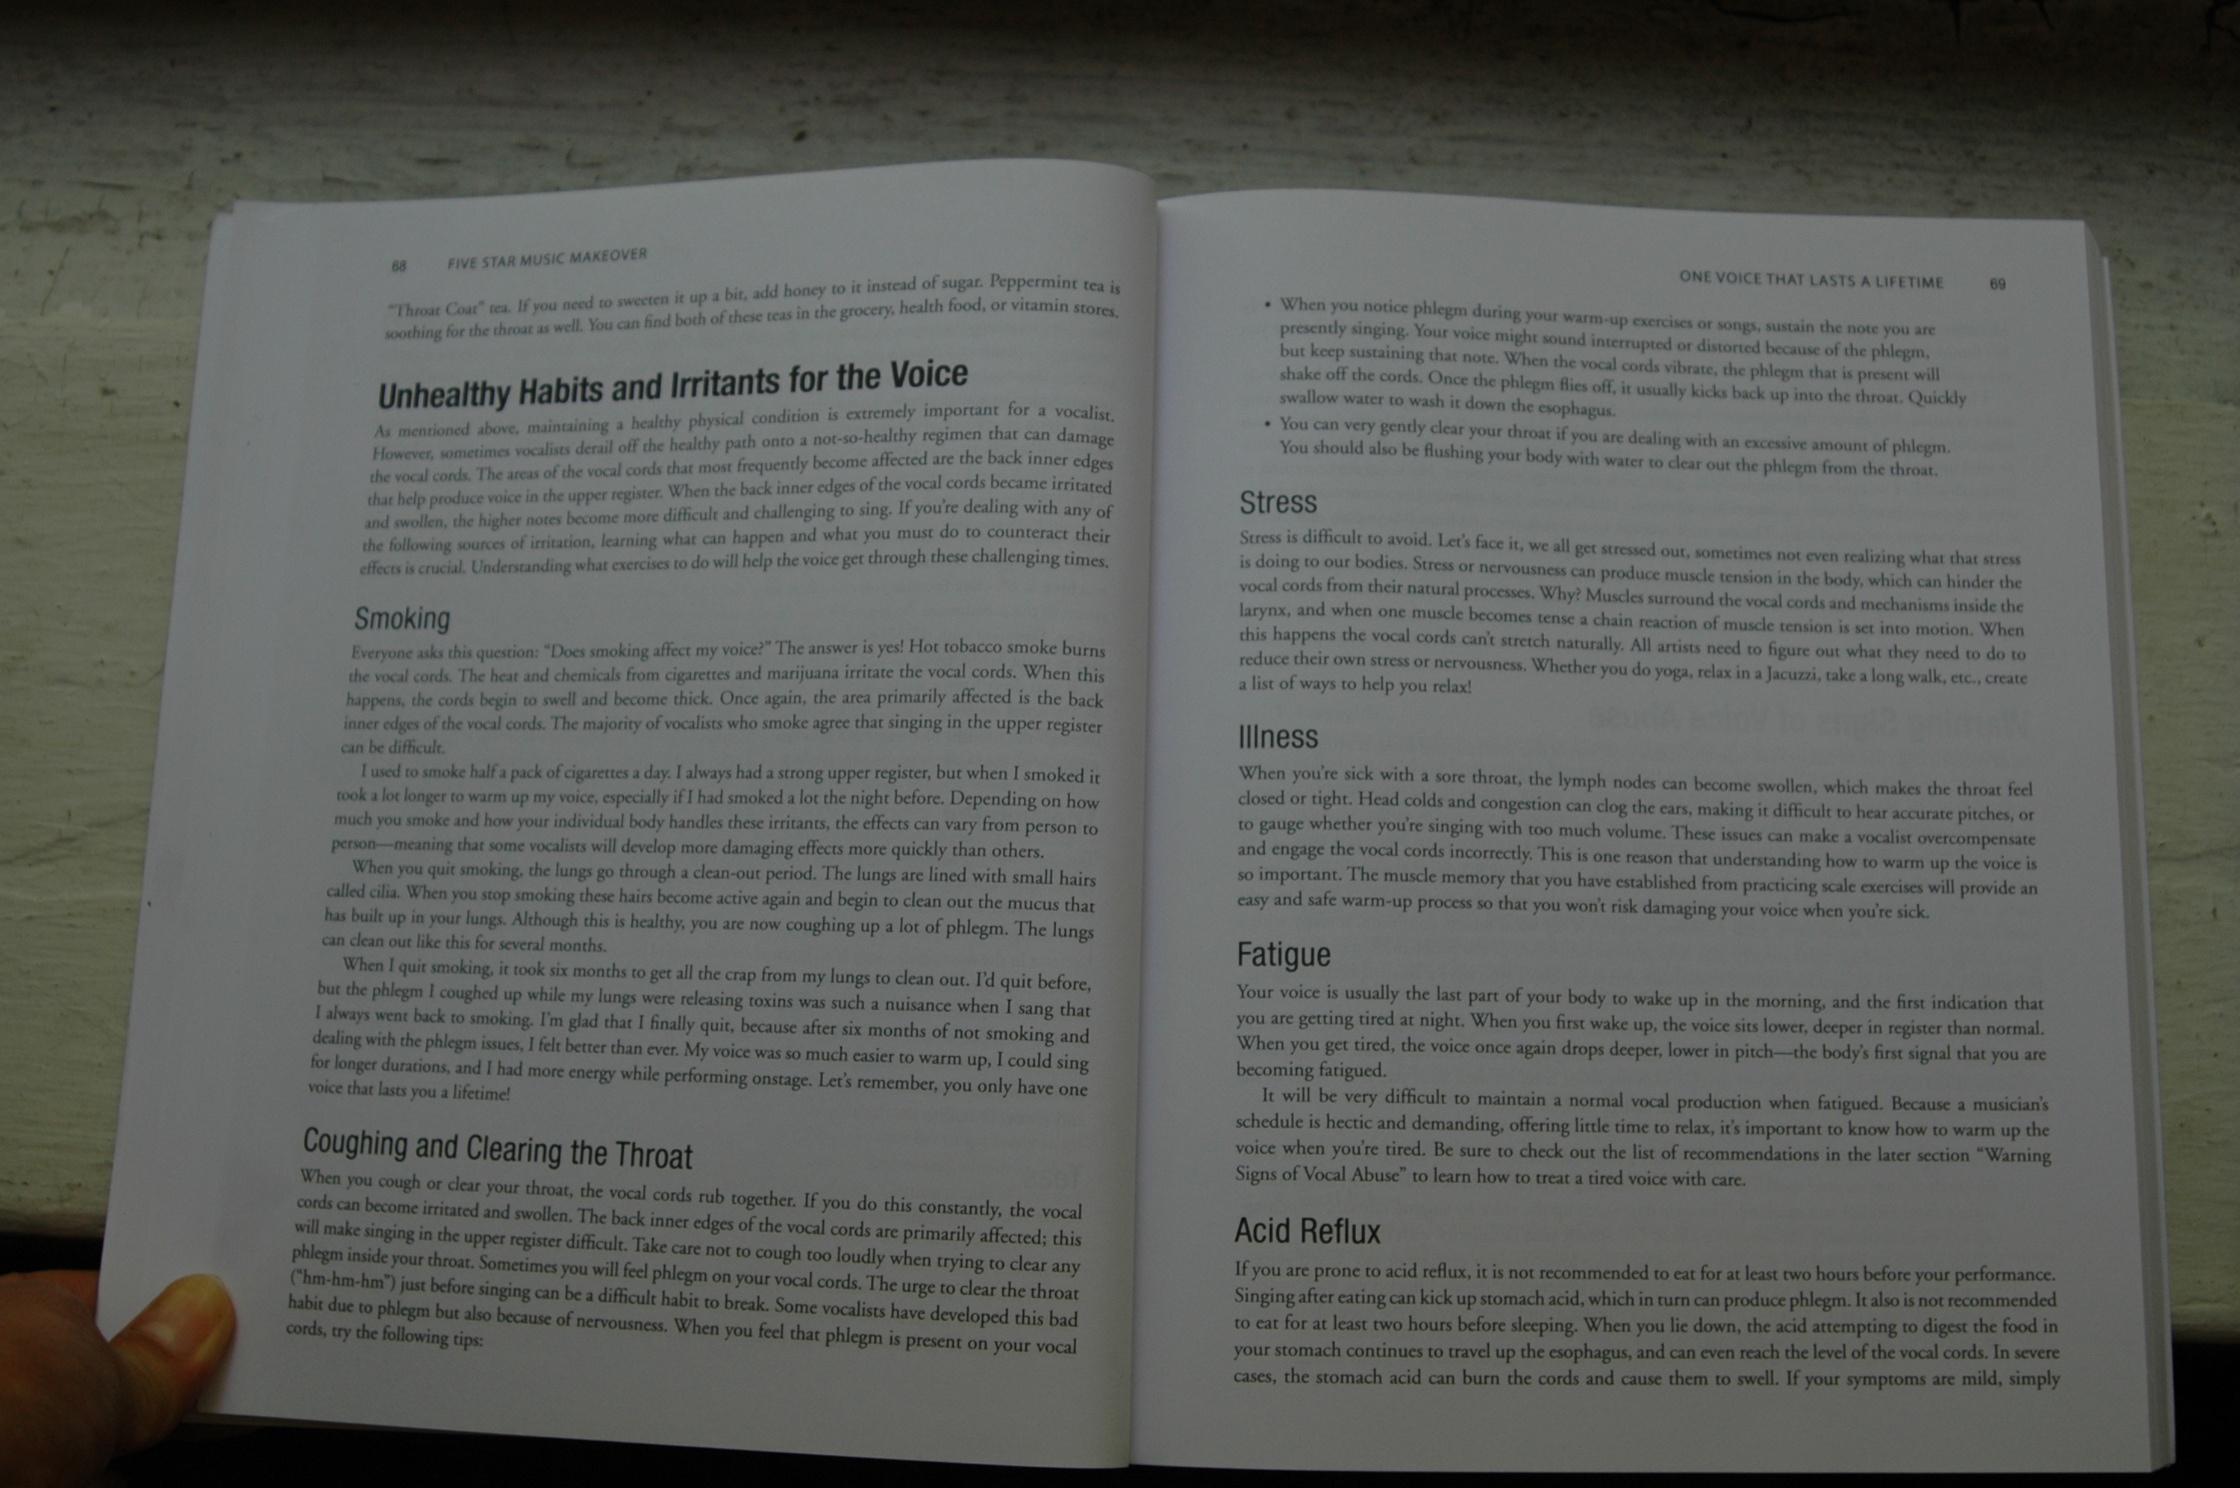 68 FIVE STAR MUSIC MAKEOVER
"Throat Coat" tea. If you need to sweeten it up a bit, add honey to it instead of sugar. Peppermint tea is
soothing for the throat as well. You can find both of these teas in the grocery, health food, or vitamin stores.
Unhealthy Habits and Irritants for the Voice
As mentioned above, maintaining a healthy physical condition is extremely important for a vocalist.
However, sometimes vocalists derail off the healthy path onto a not-so-healthy regimen that can damage
the vocal cords. The areas of the vocal cords that most frequently become affected are the back inner edges
that help produce voice in the upper register. When the back inner edges of the vocal cords became irritated
and swollen, the higher notes become more difficult and challenging to sing. If you're dealing with any of
the following sources of irritation, learning what can happen and what you must do to counteract their
effects is crucial. Understanding what exercises to do will help the voice get through these challenging times.
Smoking
Everyone asks this question: "Does smoking affect my voice?" The answer is yes! Hot tobacco smoke burns
the vocal cords. The heat and chemicals from cigarettes and marijuana irritate the vocal cords. When this
happens, the cords begin to swell and become thick. Once again, the area primarily affected is the back
inner edges of the vocal cords. The majority of vocalists who smoke agree that singing in the upper register
can be difficult.
I used to smoke half a pack of cigarettes a day. I always had a strong upper register, but when I smoked it
took a lot longer to warm up my voice, especially if I had smoked a lot the night before. Depending on how
much you smoke and how your individual body handles these irritants, the effects can vary from person to
person—meaning that some vocalists will develop more damaging effects more quickly than others.
When you quit smoking, the lungs go through a clean-out period. The lungs are lined with small hairs
called cilia. When you stop smoking these hairs become active again and begin to clean out the mucus that
has built up in your lungs. Although this is healthy, you are now coughing up a lot of phlegm. The lungs
can clean out like this for several months.
When I quit smoking, it took six months to get all the crap from my lungs to clean out. I'd quit before,
but the phlegm I coughed up while my lungs were releasing toxins was such a nuisance when I sang that
I always went back to smoking. I'm glad that I finally quit, because after six months of not smoking and
dealing with the phlegm issues, I felt better than ever. My voice was so much easier to warm up, I could sing
for longer durations, and I had more energy while performing onstage. Let's remember, you only have one
voice that lasts you a lifetime!
Coughing and Clearing the Throat
When you cough or clear your throat, the vocal cords rub together. If you do this constantly, the vocal
cords can become irritated and swollen. The back inner edges of the vocal cords are primarily affected; this
will make singing in the upper register difficult. Take care not to cough too loudly when trying to clear any
phlegm inside your throat. Sometimes you will feel phlegm on your vocal cords. The urge to clear the throat
("hm-hm-hm") just before singing can be a difficult habit to break. Some vocalists have developed this bad
habit due to phlegm but also because of nervousness. When you feel that phlegm is present on your vocal
cords, try the following tips:
ONE VOICE THAT LASTS A LIFETIME 69
• When you notice phlegm during your warm-up exercises or songs, sustain the note you are
presently singing. Your voice might sound interrupted or distorted because of the phlegm,
but keep sustaining that note. When the vocal cords vibrate, the phlegm that is present will
shake off the cords. Once the phlegm flies off, it usually kicks back up into the throat. Quickly
swallow water to wash it down the esophagus.
• You can very gently clear your throat if you are dealing with an excessive amount of phlegm.
You should also be flushing your body with water to clear out the phlegm from the throat.
Stress
Stress is difficult to avoid. Let's face it, we all get stressed out, sometimes not even realizing what that stress
is doing to our bodies. Stress or nervousness can produce muscle tension in the body, which can hinder the
vocal cords from their natural processes. Why? Muscles surround the vocal cords and mechanisms inside the
larynx, and when one muscle becomes tense a chain reaction of muscle tension is set into motion. When
this happens the vocal cords can't stretch naturally. All artists need to figure out what they need to do to
reduce their own stress or nervousness. Whether you do yoga, relax in a Jacuzzi, take a long walk, etc., create
a list of ways to help you relax!
Illness
When you're sick with a sore throat, the lymph nodes can become swollen, which makes the throat feel
closed or tight. Head colds and congestion can clog the ears, making it difficult to hear accurate pitches, or
to gauge whether you're singing with too much volume. These issues can make a vocalist overcompensate
and engage the vocal cords incorrectly. This is one reason that understanding how to warm up the voice is
so important. The muscle memory that you have established from practicing scale exercises will provide an
easy and safe warm-up process so that you won't risk damaging your voice when you're sick.
Fatigue
Your voice is usually the last part of your body to wake up in the morning, and the first indication that
you are getting tired at night. When you first wake up, the voice sits lower, deeper in register than normal.
When you get tired, the voice once again drops deeper, lower in pitch—the body's first signal that you are
becoming fatigued.
It will be very difficult to maintain a normal vocal production when fatigued. Because a musician's
schedule is hectic and demanding, offering little time to relax, it's important to know how to warm up the
voice when you're tired. Be sure to check out the list of recommendations in the later section "Warning
Signs of Vocal Abuse" to learn how to treat a tired voice with care.
Acid Reflux
If you are prone to acid reflux, it is not recommended to eat for at least two hours before your performance.
Singing after eating can kick up stomach acid, which in turn can produce phlegm. It also is not recommended
to eat for at least two hours before sleeping. When you lie down, the acid attempting to digest the food in
your stomach continues to travel up the esophagus, and can even reach the level of the vocal cords. In severe
cases, the stomach acid can burn the cords and cause them to swell. If your symptoms are mild, simply